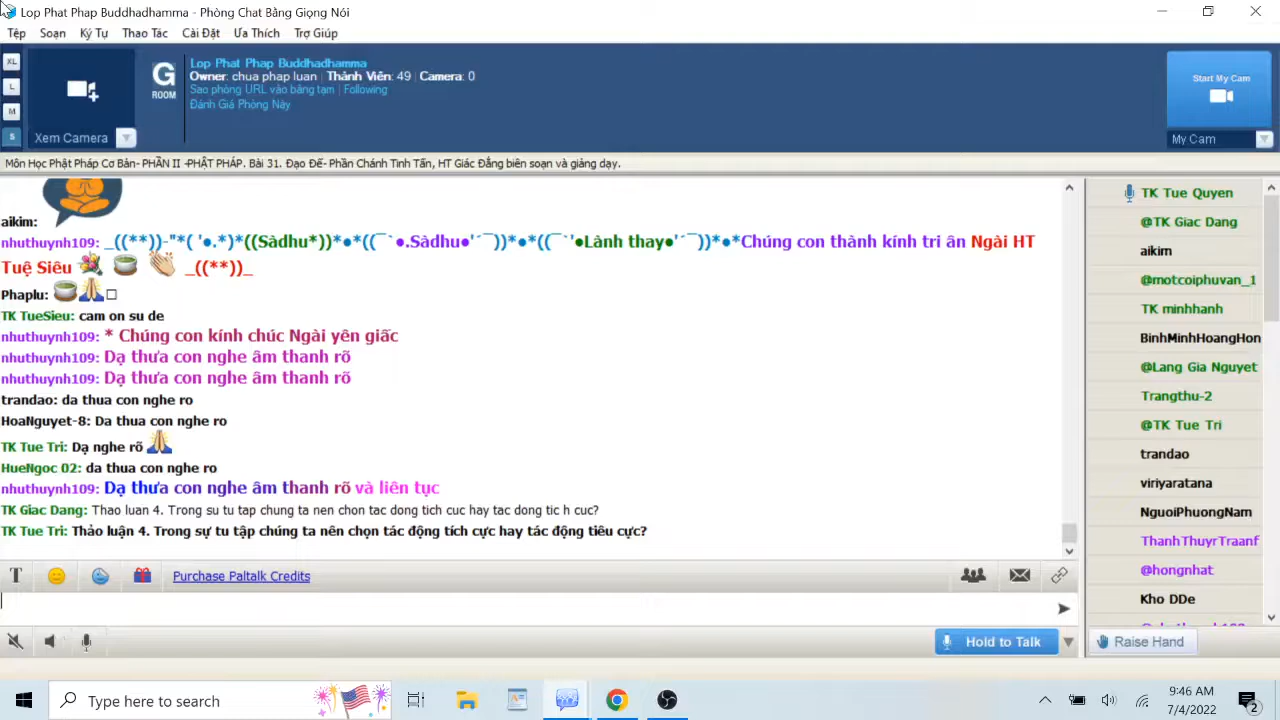 Lop Phat Phap Buddhadhamma - Phòng Chat Bằng Giọng Nói
Tệp Soạn Ký Tự Thao Tác Cài Đặt Ưa Thích Trợ Giúp
XL
L
M
S
Xem Camera
G
ROOM
Lop Phat Phap Buddhadhamma
Owner: chua phap luan | Thành Viên: 49 | Camera: 0
Sao phòng URL vào bảng tạm | Following
Đánh Giá Phòng Này
Start My Cam
My Cam
Môn Học Phật Pháp Cơ Bản- PHẦN II -PHẬT PHÁP. Bài 31. Đạo Đế- Phần Chánh Tinh Tấn, HT Giác Đẳng biên soạn và giảng dạy.
aikim:
nhuthuynh109: _((**))-"*( '●.*)*((Sàdhu*))*●*((¯`●.Sàdhu●'´¯))*●*((¯`'●Lành thay●'´¯))*●*Chúng con thành kính tri ân Ngài HT
Tuệ Siêu _((**))_
Phaplu:
TK TueSieu: cam on su de
nhuthuynh109: * Chúng con kính chúc Ngài yên giấc
nhuthuynh109: Dạ thưa con nghe âm thanh rõ
nhuthuynh109: Dạ thưa con nghe âm thanh rõ
trandao: da thua con nghe ro
HoaNguyet-8: Da thua con nghe ro
TK Tue Tri: Dạ nghe rõ
HueNgoc 02: da thua con nghe ro
nhuthuynh109: Dạ thưa con nghe âm thanh rõ và liên tục
TK Giac Dang: Thao luan 4. Trong su tu tap chung ta nen chon tac dong tich cuc hay tac dong tic h cuc?
TK Tue Tri: Thảo luận 4. Trong sự tu tập chúng ta nên chọn tác động tích cực hay tác động tiêu cực?
TK Tue Quyen
@TK Giac Dang
aikim
@motcoiphuvan_1
TK minhhanh
BinhMinhHoangHon
@Lang Gia Nguyet
Trangthu-2
@TK Tue Tri
trandao
viriyaratana
NguoiPhuongNam
ThanhThuyrTraanf
@hongnhat
Kho DDe
T Purchase Paltalk Credits
Hold to Talk
Raise Hand
Type here to search
9:46 AM
7/4/2022
2